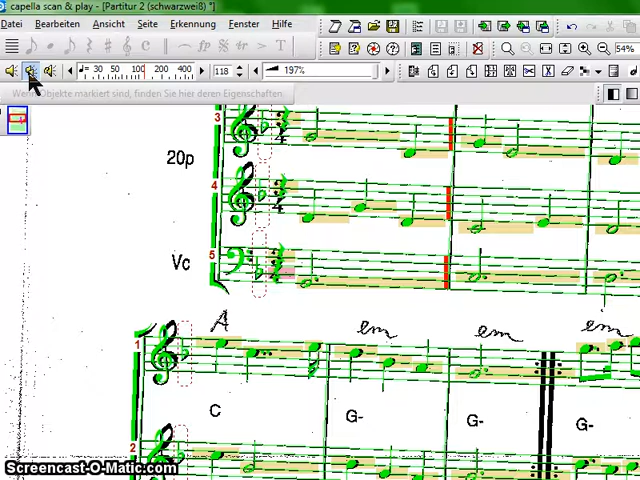 capella scan & play - [Partitur 2 (schwarzweiß) *]
Datei Bearbeiten Ansicht Seite Erkennung Fenster Hilfe
54%
30 50 100 150 200 118 197%
Wenn Objekte markiert sind, finden Sie hier deren Eigenschaften.
3
20p
4
Vc
5
A em em em
1
C G- G- G-
2
Screencast-O-Matic.com